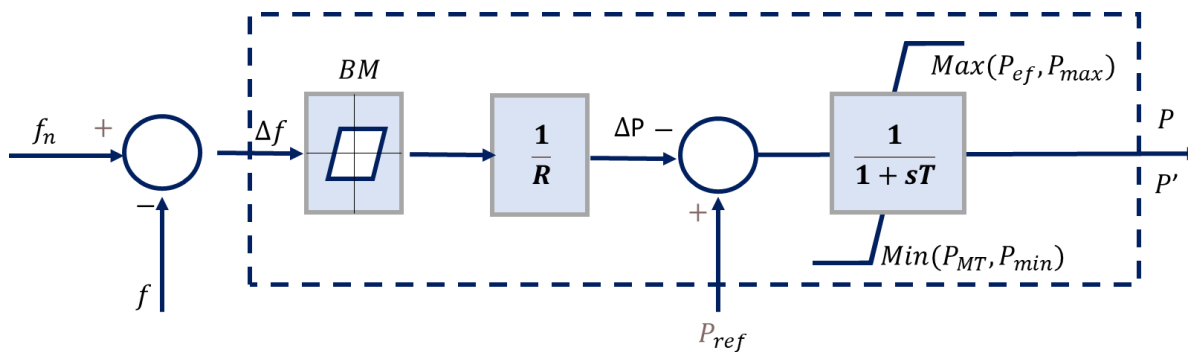 BM
Max(P_ef, P_max)
f_n
+
Δf
1
R
ΔP
−
1
1 + sT
P
P'
−
+
Min(P_MT, P_min)
f
P_ref